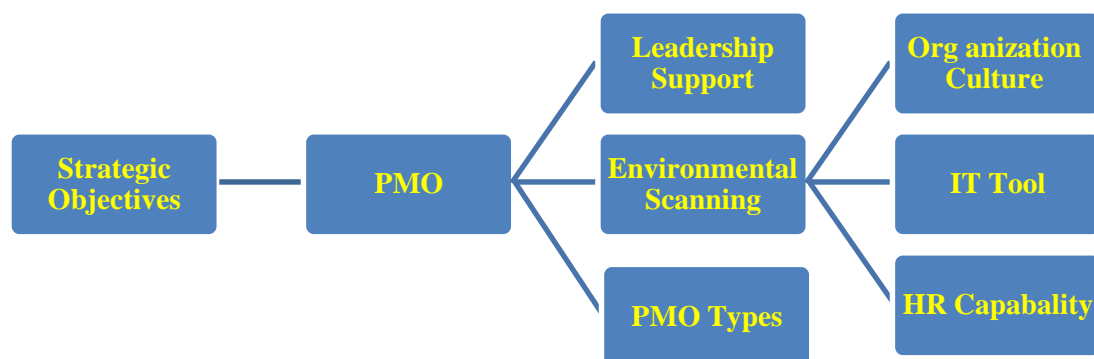 Strategic
Objectives
PMO
Leadership
Support
Environmental
Scanning
PMO Types
Org anization
Culture
IT Tool
HR Capabality